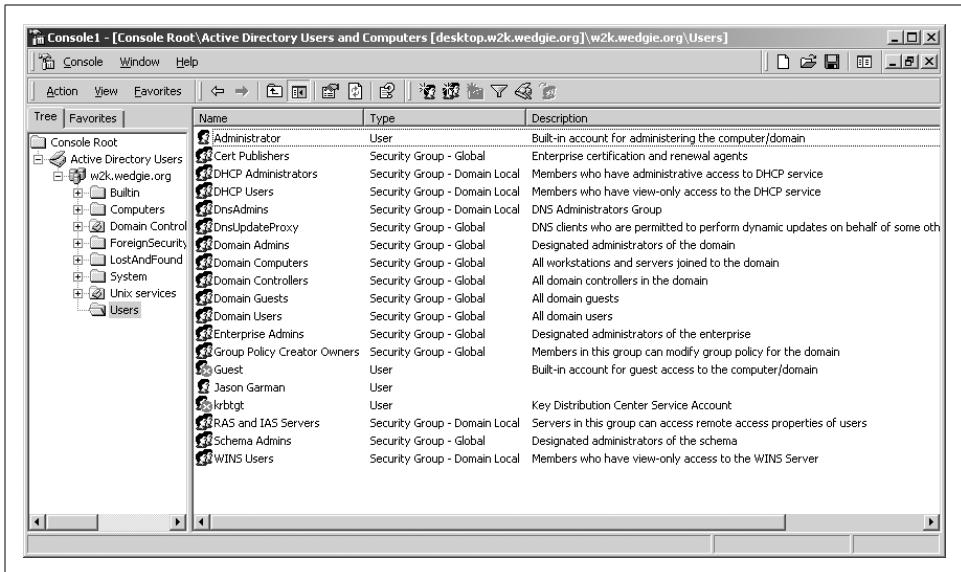 Console1 - [Console Root\Active Directory Users and Computers [desktop.w2k.wedgie.org]\w2k.wedgie.org\Users]
Console Window Help
Action View Favorites
Tree Favorites
Name Type Description
Console Root
Active Directory Users
w2k.wedgie.org
Builtin
Computers
Domain Control
ForeignSecurity
LostAndFound
System
Unix services
Users
Administrator User Built-in account for administering the computer/domain
Cert Publishers Security Group - Global Enterprise certification and renewal agents
DHCP Administrators Security Group - Domain Local Members who have administrative access to DHCP service
DHCP Users Security Group - Domain Local Members who have view-only access to the DHCP service
DnsAdmins Security Group - Domain Local DNS Administrators Group
DnsUpdateProxy Security Group - Global DNS clients who are permitted to perform dynamic updates on behalf of some oth
Domain Admins Security Group - Global Designated administrators of the domain
Domain Computers Security Group - Global All workstations and servers joined to the domain
Domain Controllers Security Group - Global All domain controllers in the domain
Domain Guests Security Group - Global All domain guests
Domain Users Security Group - Global All domain users
Enterprise Admins Security Group - Global Designated administrators of the enterprise
Group Policy Creator Owners Security Group - Global Members in this group can modify group policy for the domain
Guest User Built-in account for guest access to the computer/domain
Jason Garman User
krbtgt User Key Distribution Center Service Account
RAS and IAS Servers Security Group - Domain Local Servers in this group can access remote access properties of users
Schema Admins Security Group - Global Designated administrators of the schema
WINS Users Security Group - Domain Local Members who have view-only access to the WINS Server